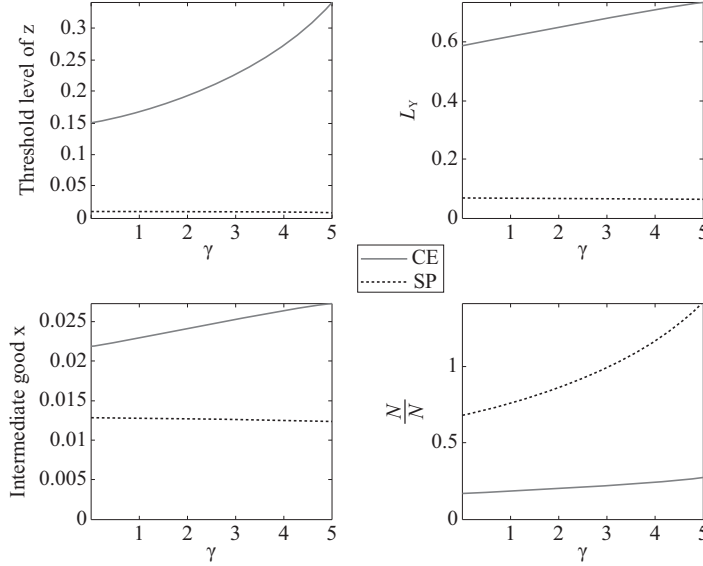 Threshold level of z
0.3
0.25
0.2
0.15
0.1
0.05
0
1 2 3 4 5
γ
L_Y
0.6
0.4
0.2
0
1 2 3 4 5
γ
CE
SP
Intermediate good x
0.025
0.02
0.015
0.01
0.005
0
1 2 3 4 5
γ
N
N
1
0.5
0
1 2 3 4 5
γ